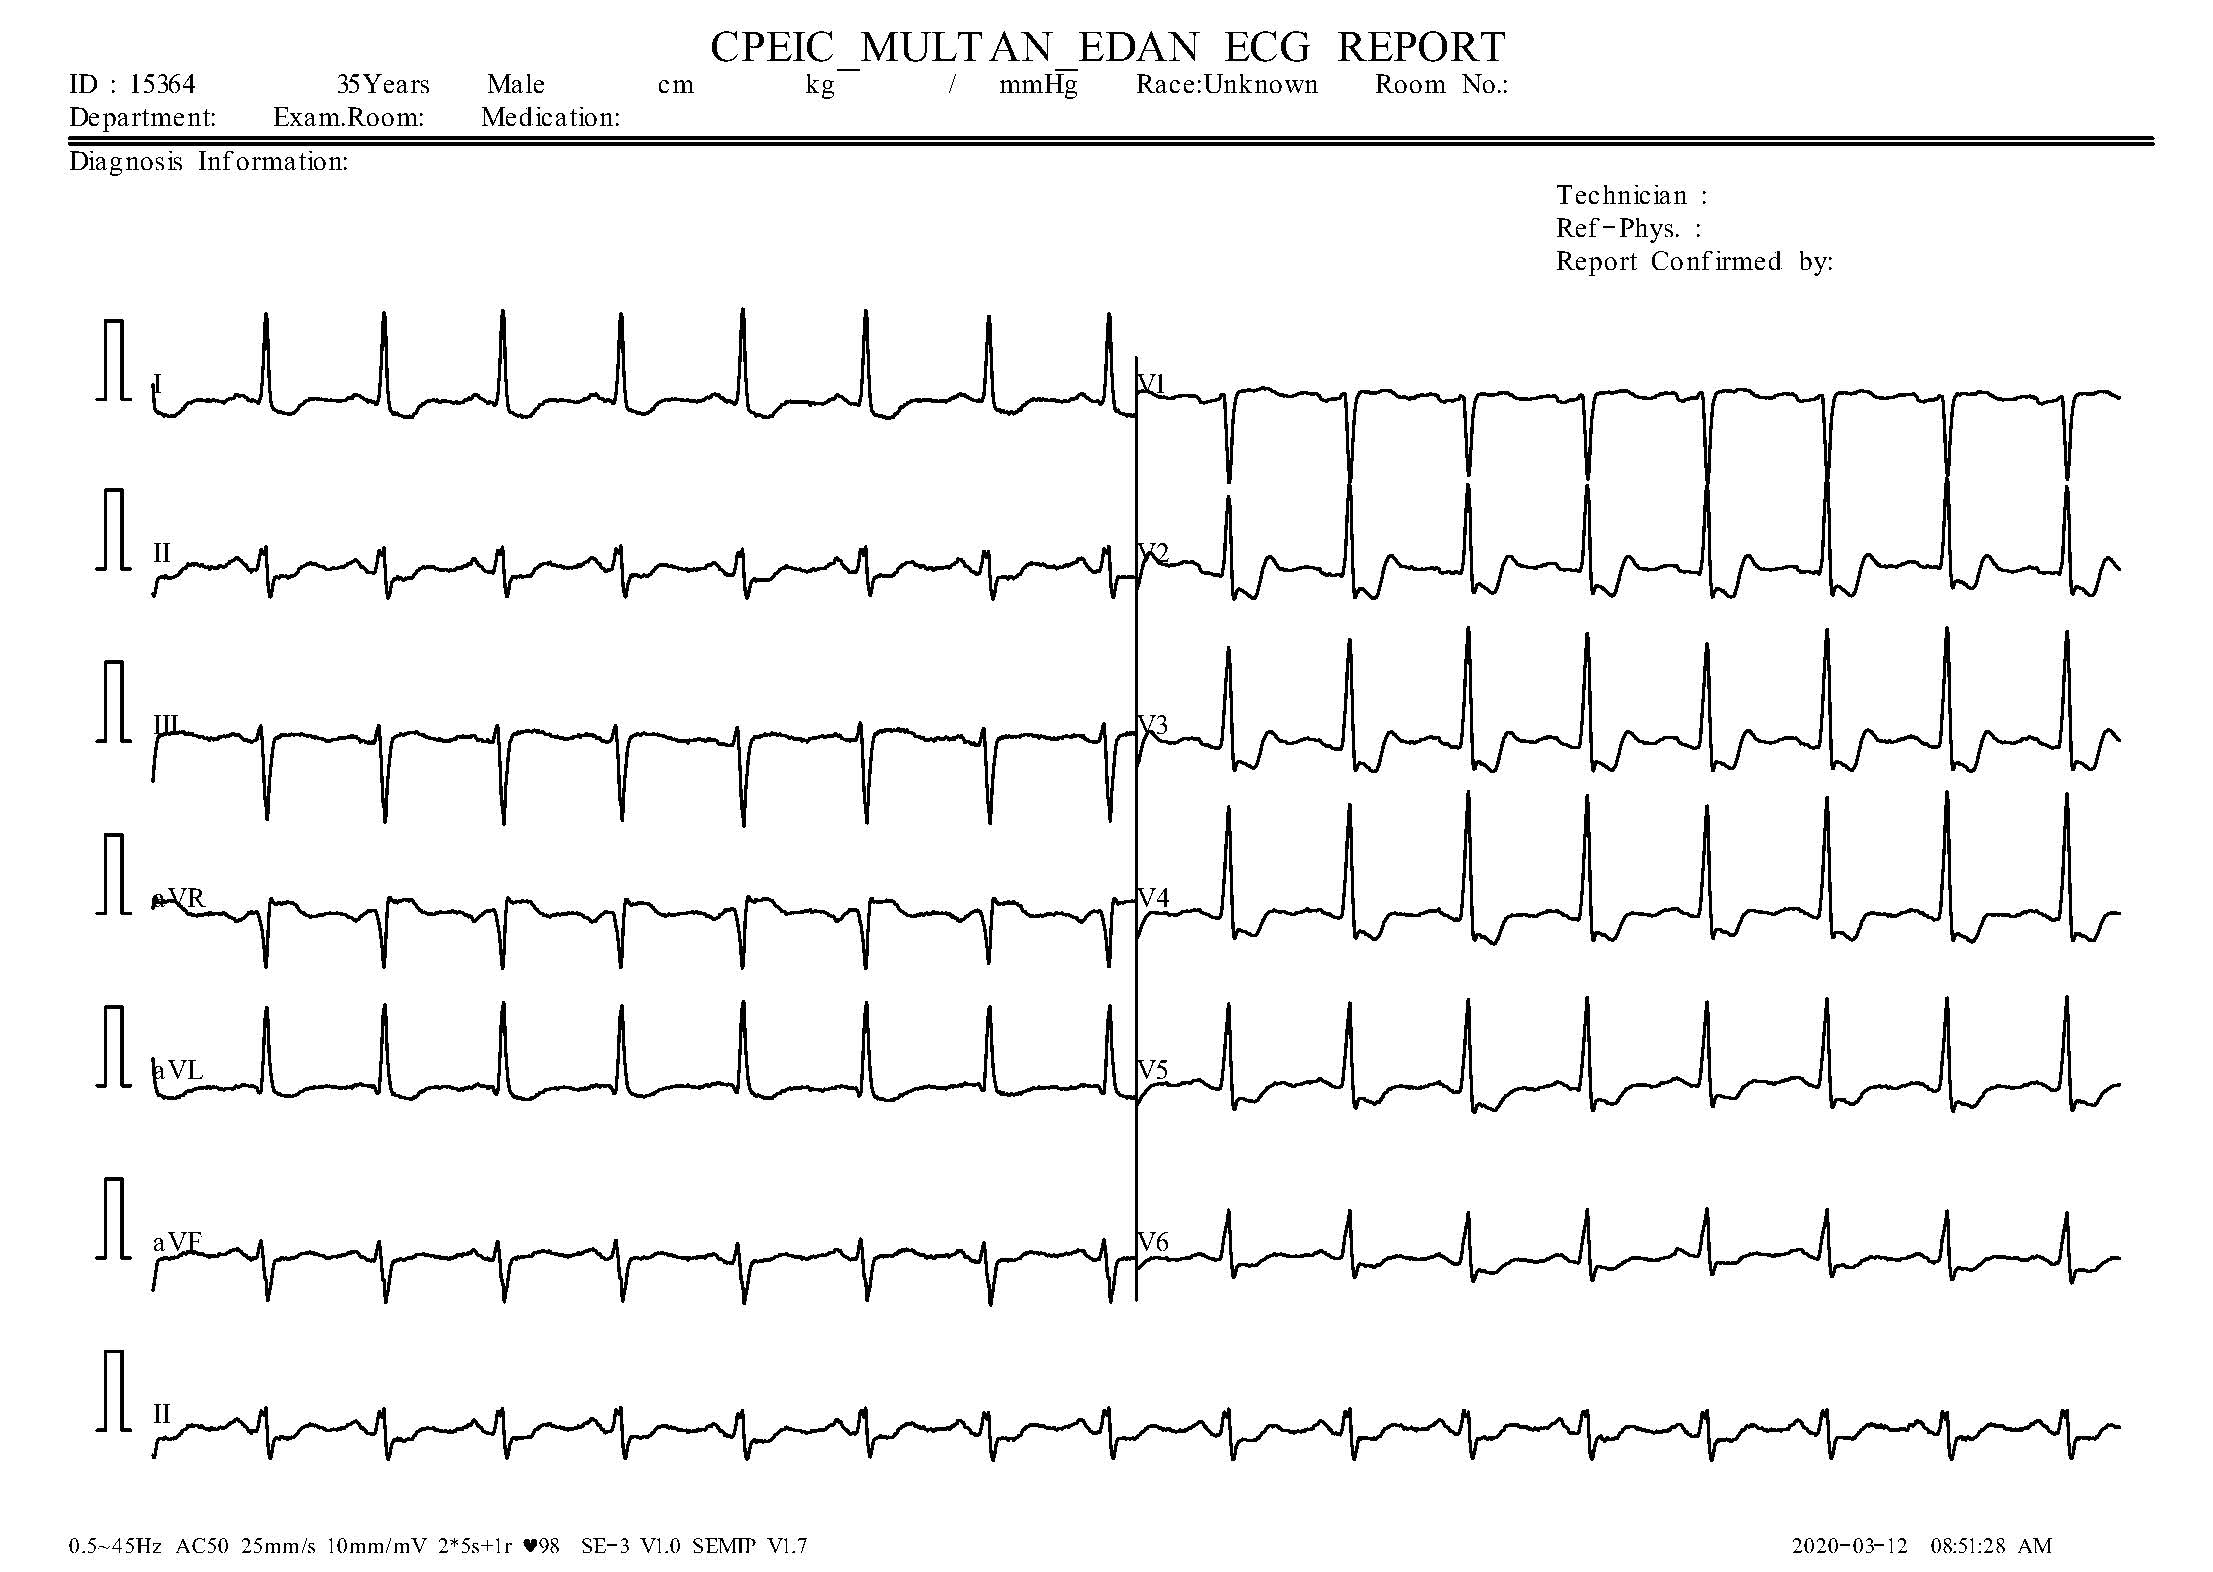 CPEIC_MULTAN_EDAN ECG REPORT
ID : 15364 35Years Male cm kg / mmHg Race:Unknown Room No.:
Department: Exam.Room: Medication:
Diagnosis Information:
Technician :
Ref-Phys. :
Report Confirmed by:
I V1
II V2
III V3
aVR V4
aVL V5
aVF V6
II
0.5~45Hz AC50 25mm/s 10mm/mV 2*5s+1r ♥98 SE-3 V1.0 SEMIP V1.7 2020-03-12 08:51:28 AM